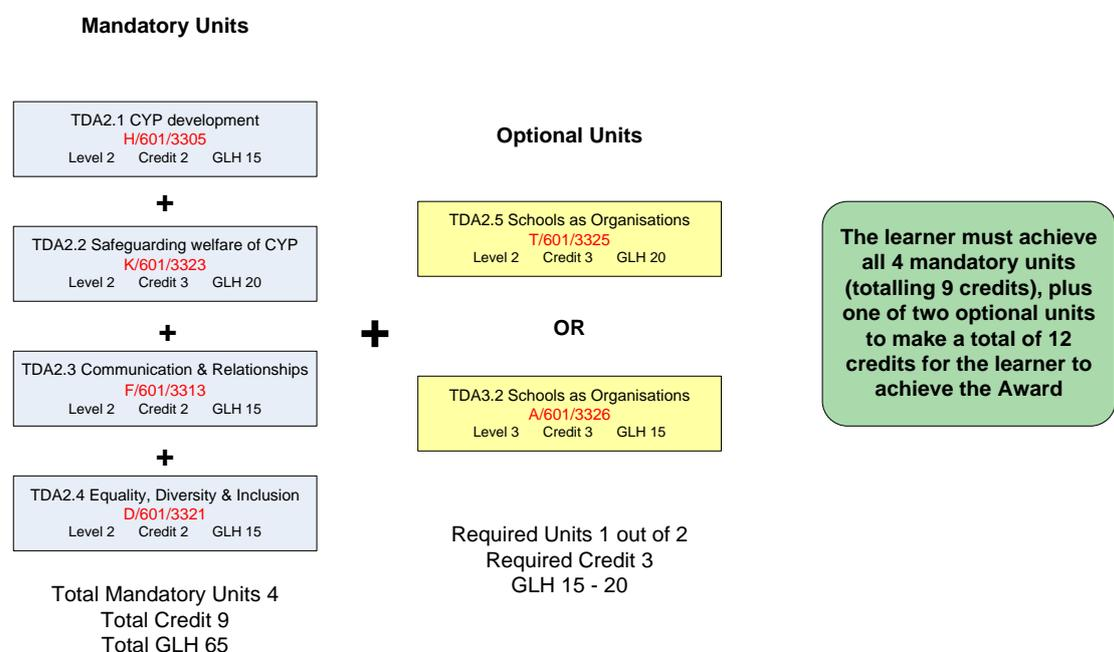 Mandatory Units
TDA2.1 CYP development
H/601/3305
Level 2 Credit 2 GLH 15
+
TDA2.2 Safeguarding welfare of CYP
K/601/3323
Level 2 Credit 3 GLH 20
+
TDA2.3 Communication & Relationships
F/601/3313
Level 2 Credit 2 GLH 15
+
TDA2.4 Equality, Diversity & Inclusion
D/601/3321
Level 2 Credit 2 GLH 15
Total Mandatory Units 4
Total Credit 9
Total GLH 65
+
Optional Units
TDA2.5 Schools as Organisations
T/601/3325
Level 2 Credit 3 GLH 20
OR
TDA3.2 Schools as Organisations
A/601/3326
Level 3 Credit 3 GLH 15
Required Units 1 out of 2
Required Credit 3
GLH 15 - 20
The learner must achieve
all 4 mandatory units
(totalling 9 credits), plus
one of two optional units
to make a total of 12
credits for the learner to
achieve the Award